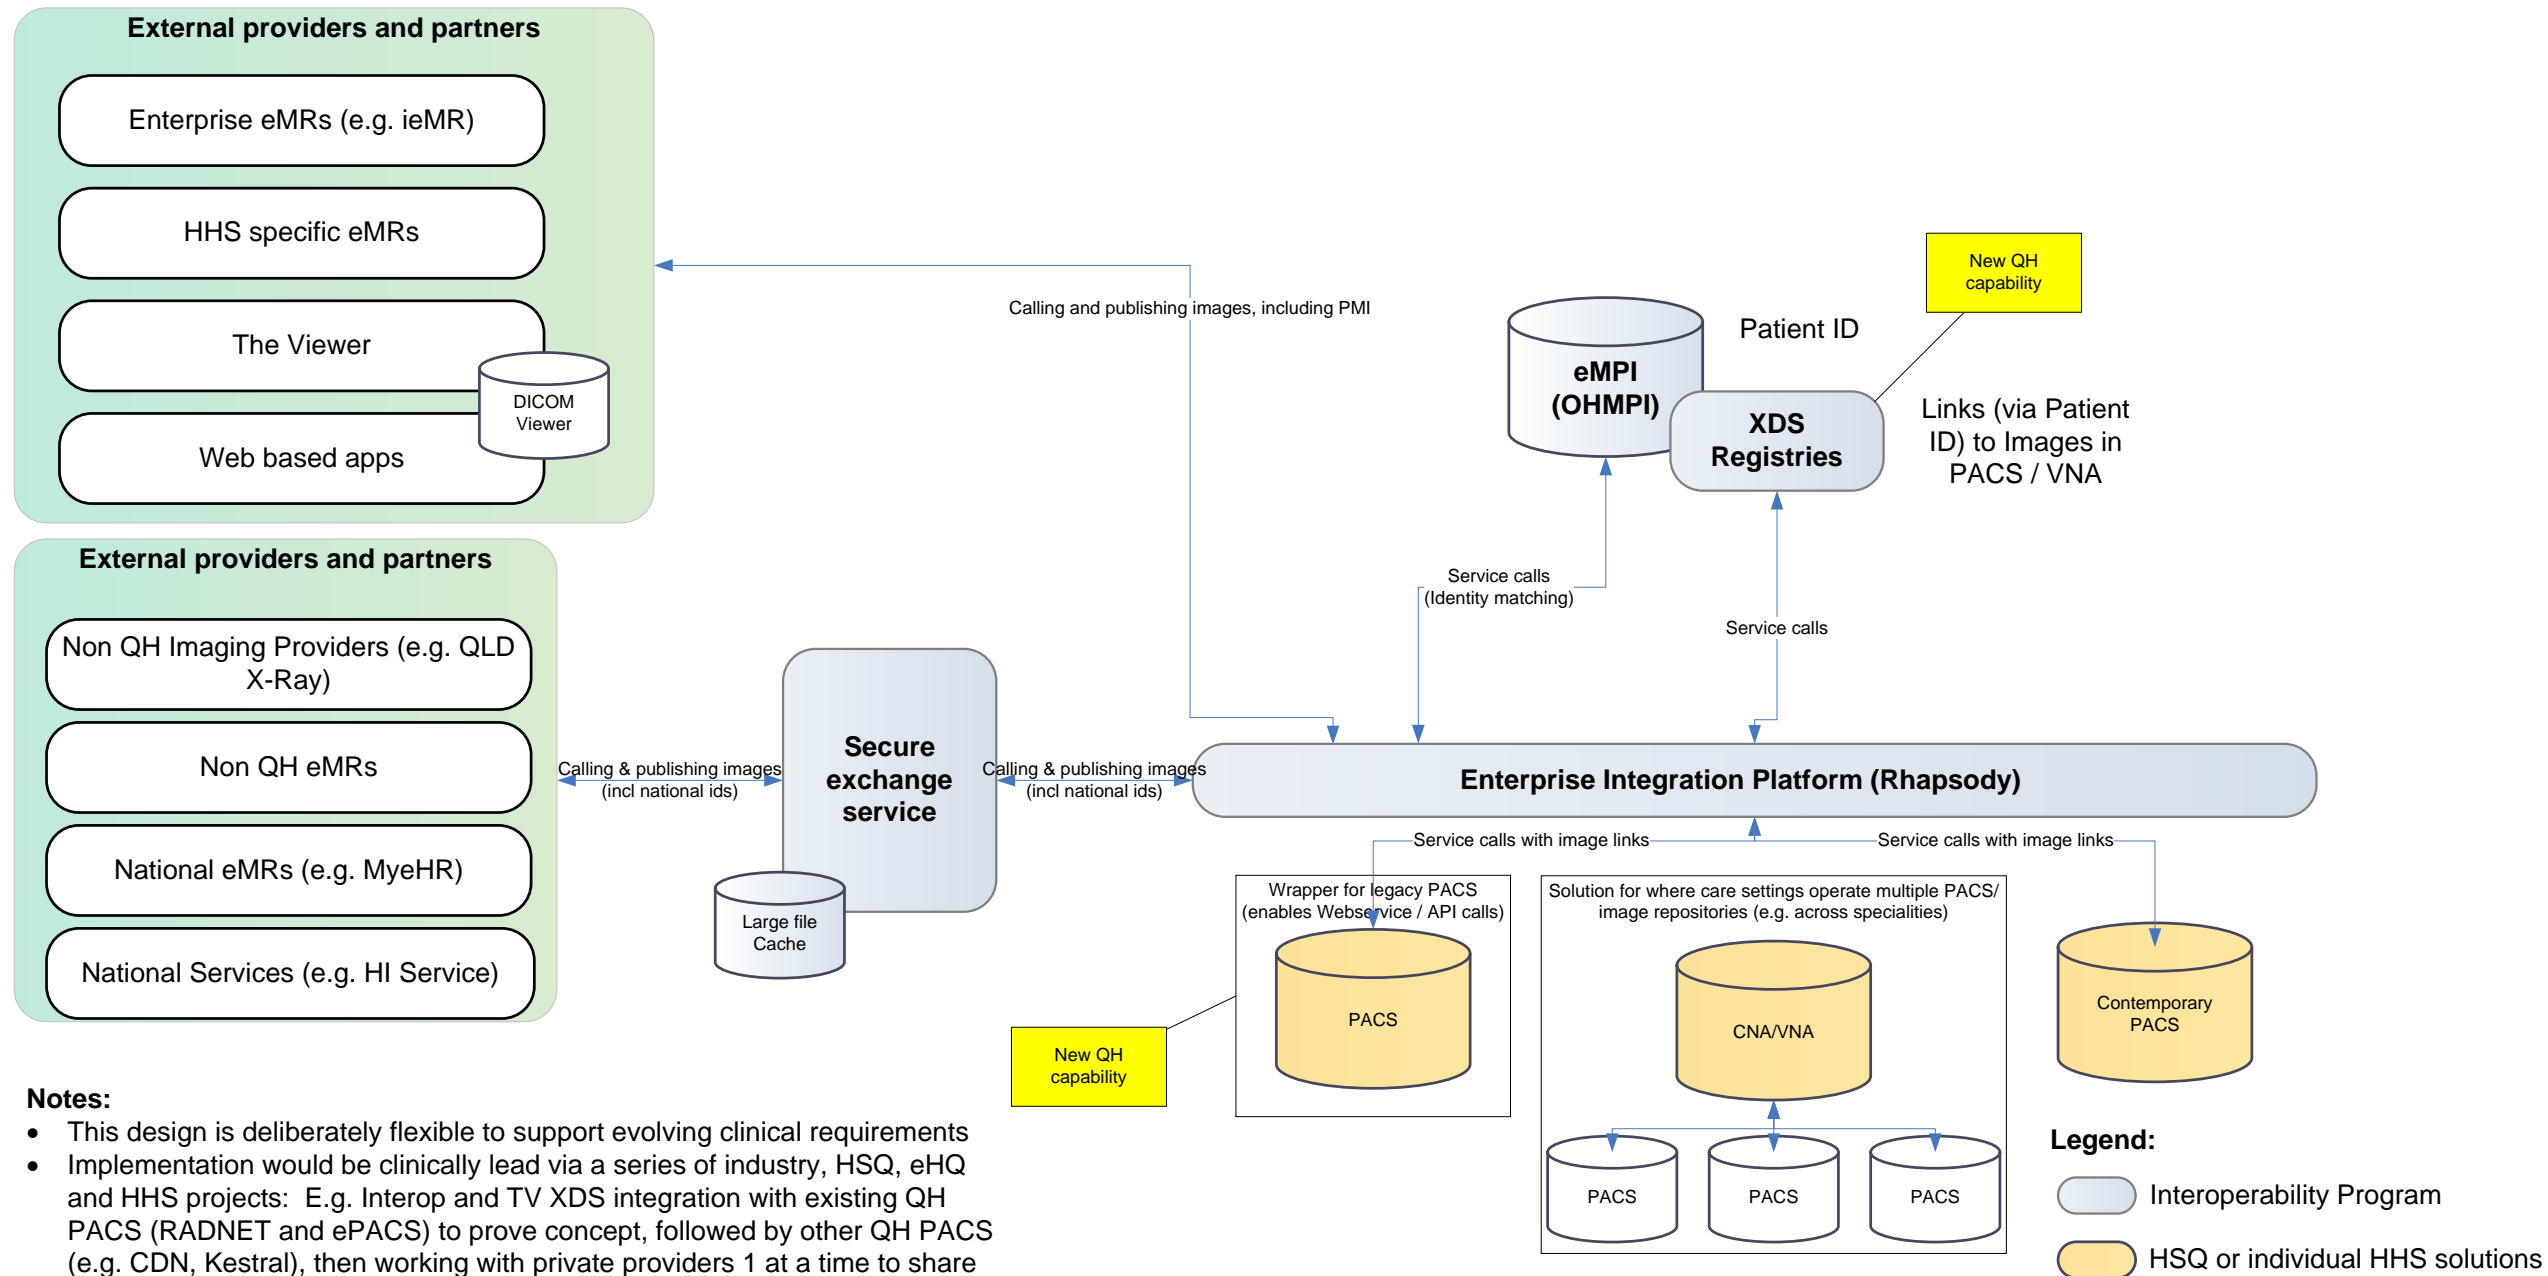 External providers and partners
Enterprise eMRs (e.g. ieMR)
HHS specific eMRs
The Viewer
DICOM
Viewer
Web based apps
External providers and partners
Non QH Imaging Providers (e.g. QLD
X-Ray)
Non QH eMRs
National eMRs (e.g. MyeHR)
National Services (e.g. HI Service)
Calling & publishing images
(incl national ids)
Secure
exchange
service
Large file
Cache
Calling & publishing images
(incl national ids)
Calling and publishing images, including PMI
eMPI
(OHMPI)
Patient ID
New QH
capability
XDS
Registries
Links (via Patient
ID) to Images in
PACS / VNA
Service calls
(Identity matching)
Service calls
Enterprise Integration Platform (Rhapsody)
Service calls with image links
Service calls with image links
Wrapper for legacy PACS
(enables Webservice / API calls)
PACS
New QH
capability
Solution for where care settings operate multiple PACS/
image repositories (e.g. across specialities)
CNA/VNA
PACS
PACS
PACS
Contemporary
PACS
Notes:
• This design is deliberately flexible to support evolving clinical requirements
• Implementation would be clinically lead via a series of industry, HSQ, eHQ
and HHS projects: E.g. Interop and TV XDS integration with existing QH
PACS (RADNET and ePACS) to prove concept, followed by other QH PACS
(e.g. CDN, Kestral), then working with private providers 1 at a time to share
Legend:
Interoperability Program
HSQ or individual HHS solutions